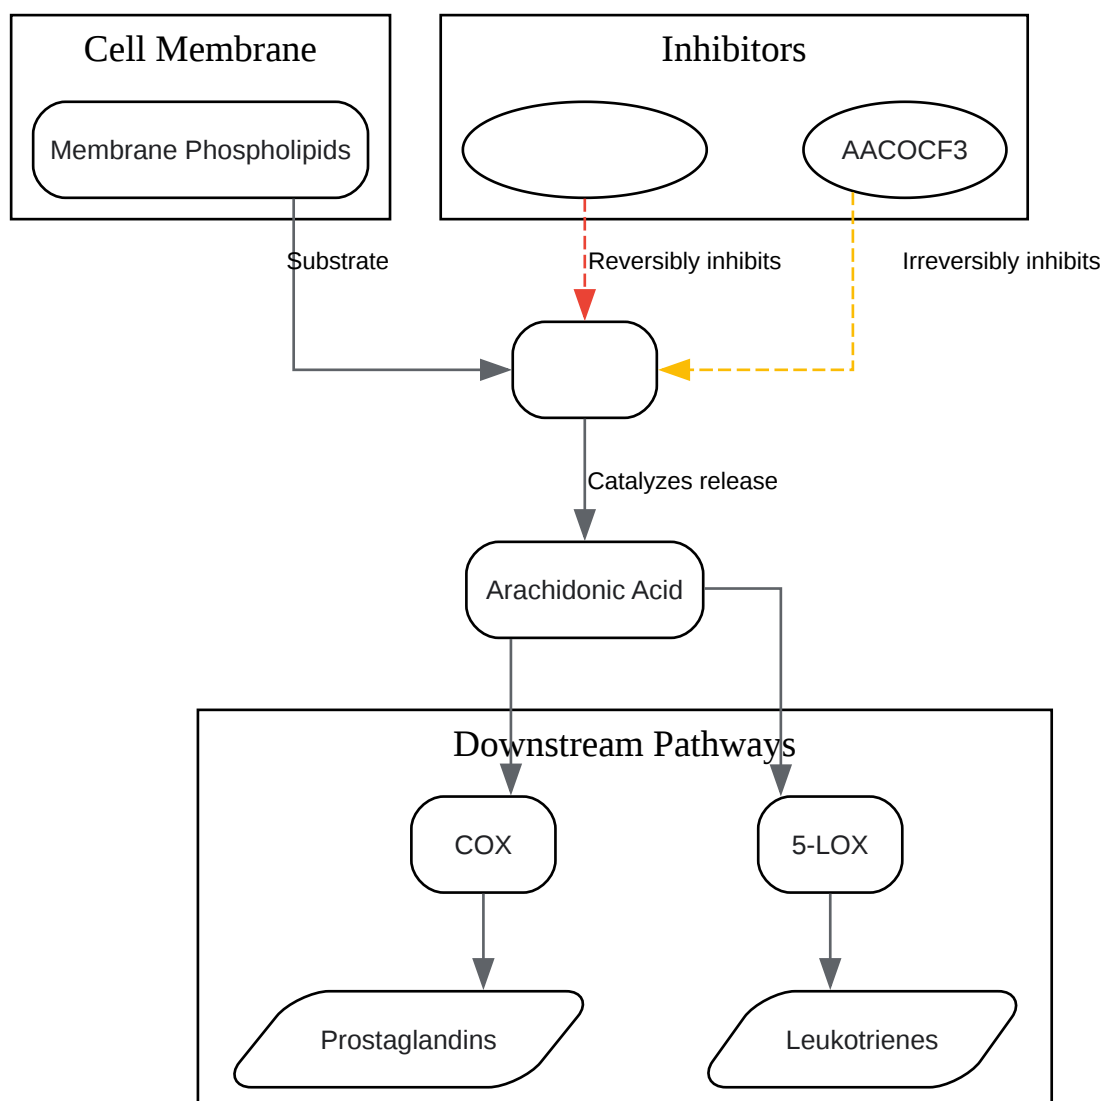 Cell Membrane
Inhibitors
Membrane Phospholipids
AACOCF3
Substrate
Reversibly inhibits
Irreversibly inhibits
Catalyzes release
Arachidonic Acid
Downstream Pathways
COX
5-LOX
Prostaglandins
Leukotrienes